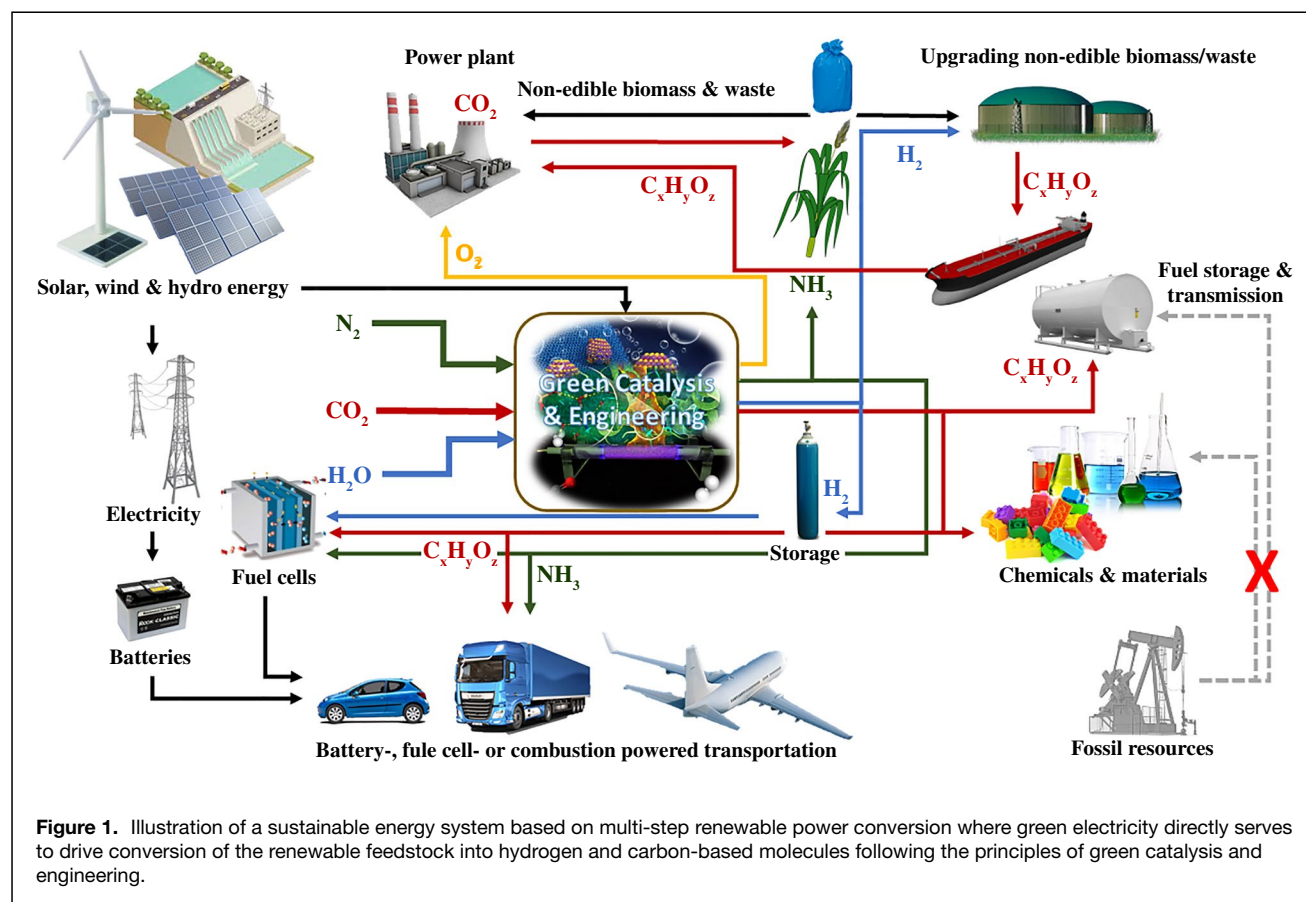 Power plant
CO₂
Non-edible biomass & waste
Upgrading non-edible biomass/waste
H₂
CₓHᵧO_z
CₓHᵧO_z
O₂
Solar, wind & hydro energy
NH₃
Fuel storage &
transmission
N₂
Green Catalysis
& Engineering
CₓHᵧO_z
CO₂
H₂O
H₂
Electricity
Storage
CₓHᵧO_z
NH₃
Fuel cells
Chemicals & materials
X
Batteries
Battery-, fule cell- or combustion powered transportation
Fossil resources
Figure 1. Illustration of a sustainable energy system based on multi-step renewable power conversion where green electricity directly serves
to drive conversion of the renewable feedstock into hydrogen and carbon-based molecules following the principles of green catalysis and
engineering.